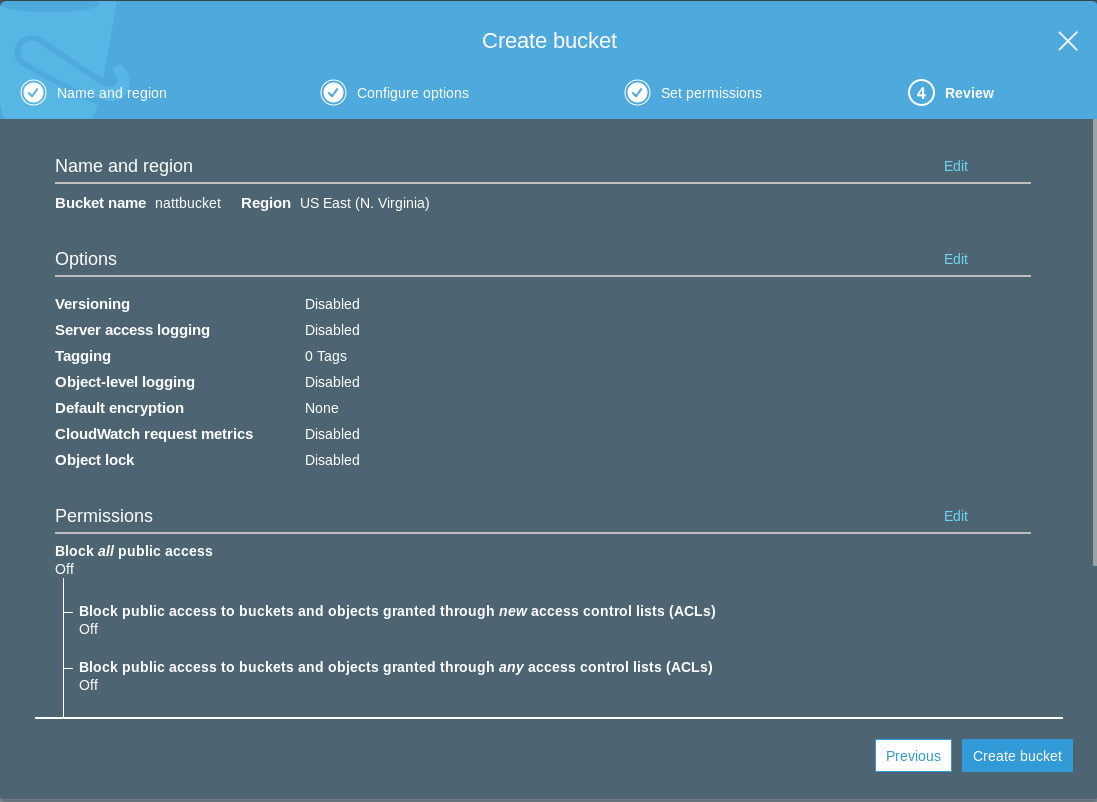 Create bucket
Name and region
Configure options
Set permissions
4 Review
Name and region Edit
Bucket name nattbucket Region US East (N. Virginia)
Options Edit
Versioning Disabled
Server access logging Disabled
Tagging 0 Tags
Object-level logging Disabled
Default encryption None
CloudWatch request metrics Disabled
Object lock Disabled
Permissions Edit
Block all public access
Off
Block public access to buckets and objects granted through new access control lists (ACLs)
Off
Block public access to buckets and objects granted through any access control lists (ACLs)
Off
Previous Create bucket